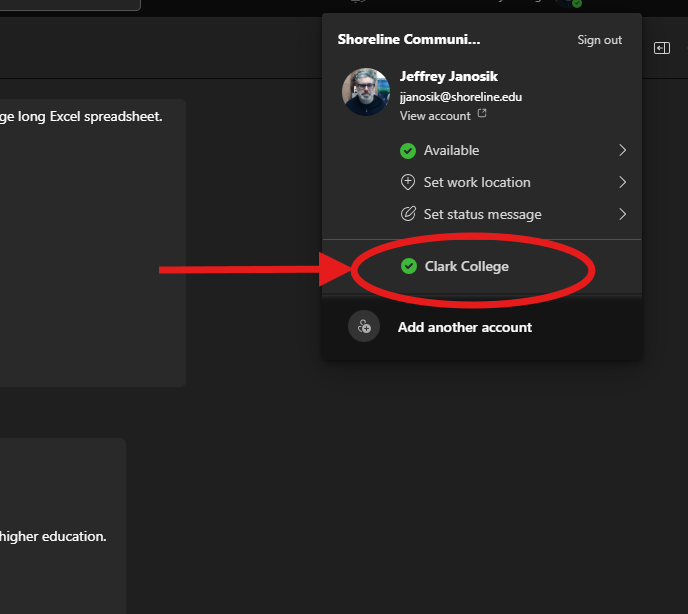 Shoreline Communi...
Sign out
ge long Excel spreadsheet.
Jeffrey Janosik
jjanosik@shoreline.edu
View account
Available
Set work location
Set status message
Clark College
Add another account
higher education.